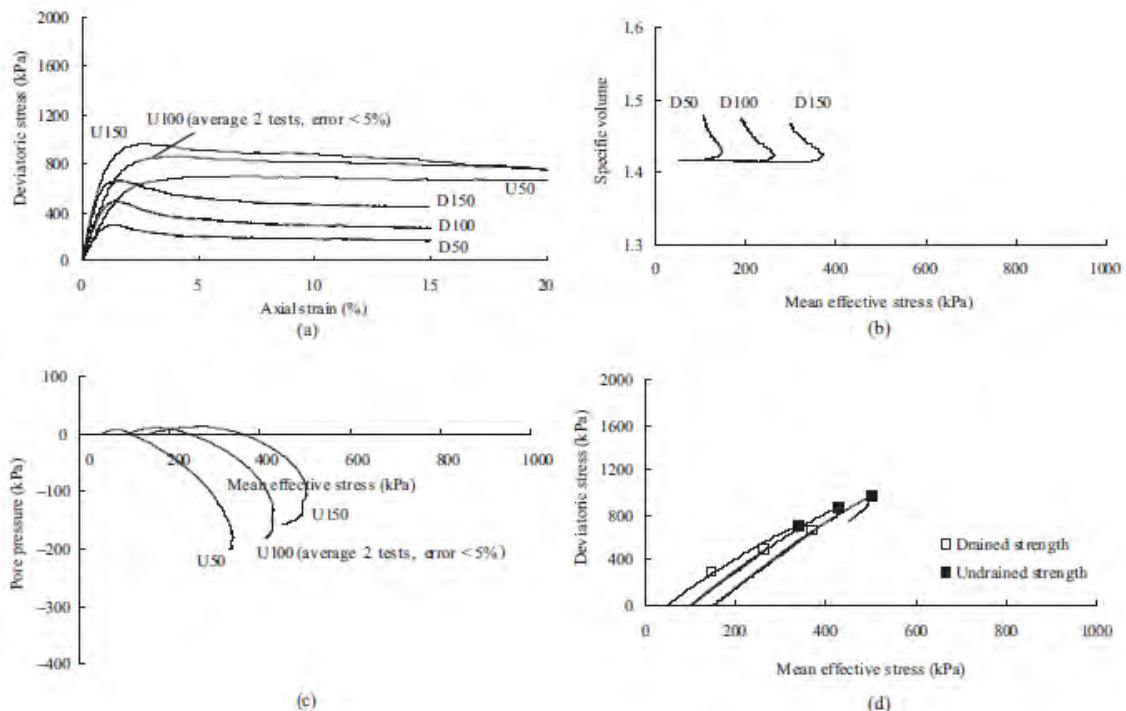 2000
1600
1200
800
400
0
Deviatoric stress (kPa)
U150
U100 (average 2 tests, error < 5%)
U50
D150
D100
D50
0 5 10 15 20
Axial strain (%)
(a)
1.6
1.5
1.4
1.3
Specific volume
D50 D100 D150
0 200 400 600 800 1000
Mean effective stress (kPa)
(b)
100
0
–100
–200
–300
–400
Pore pressure (kPa)
0 200 400 600 800 1000
Mean effective stress (kPa)
U150
U50
U100 (average 2 tests, error < 5%)
(c)
2000
1600
1200
800
400
0
Deviatoric stress (kPa)
Drained strength
Undrained strength
0 200 400 600 800 1000
Mean effective stress (kPa)
(d)